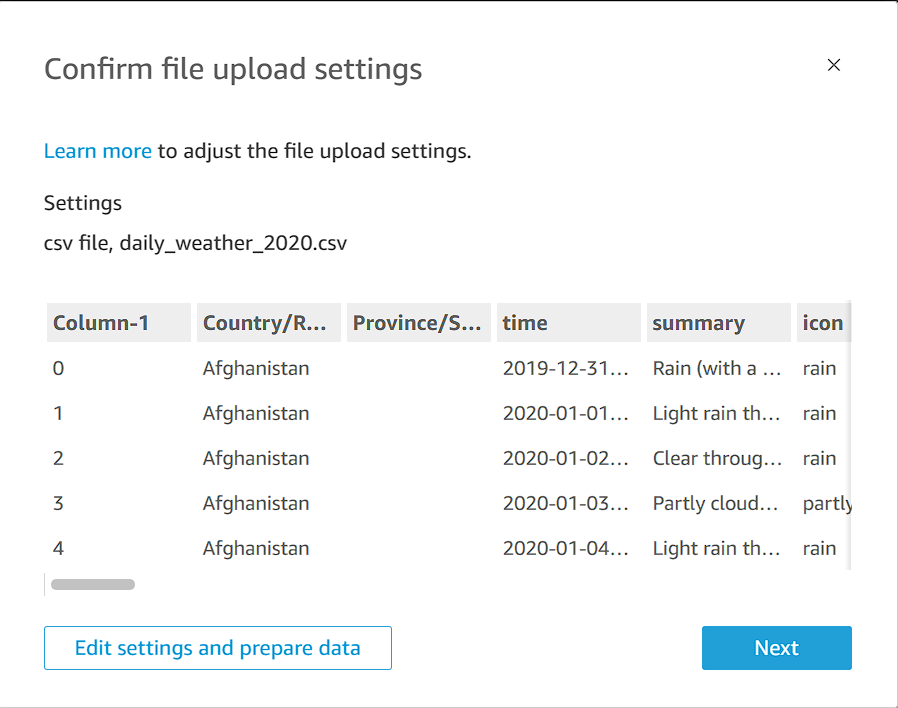 Confirm file upload settings
Learn more to adjust the file upload settings.
Settings
csv file, daily_weather_2020.csv
Column-1 Country/R... Province/S... time summary icon
0 Afghanistan 2019-12-31... Rain (with a ... rain
1 Afghanistan 2020-01-01... Light rain th... rain
2 Afghanistan 2020-01-02... Clear throug... rain
3 Afghanistan 2020-01-03... Partly cloud... partly
4 Afghanistan 2020-01-04... Light rain th... rain
Edit settings and prepare data Next